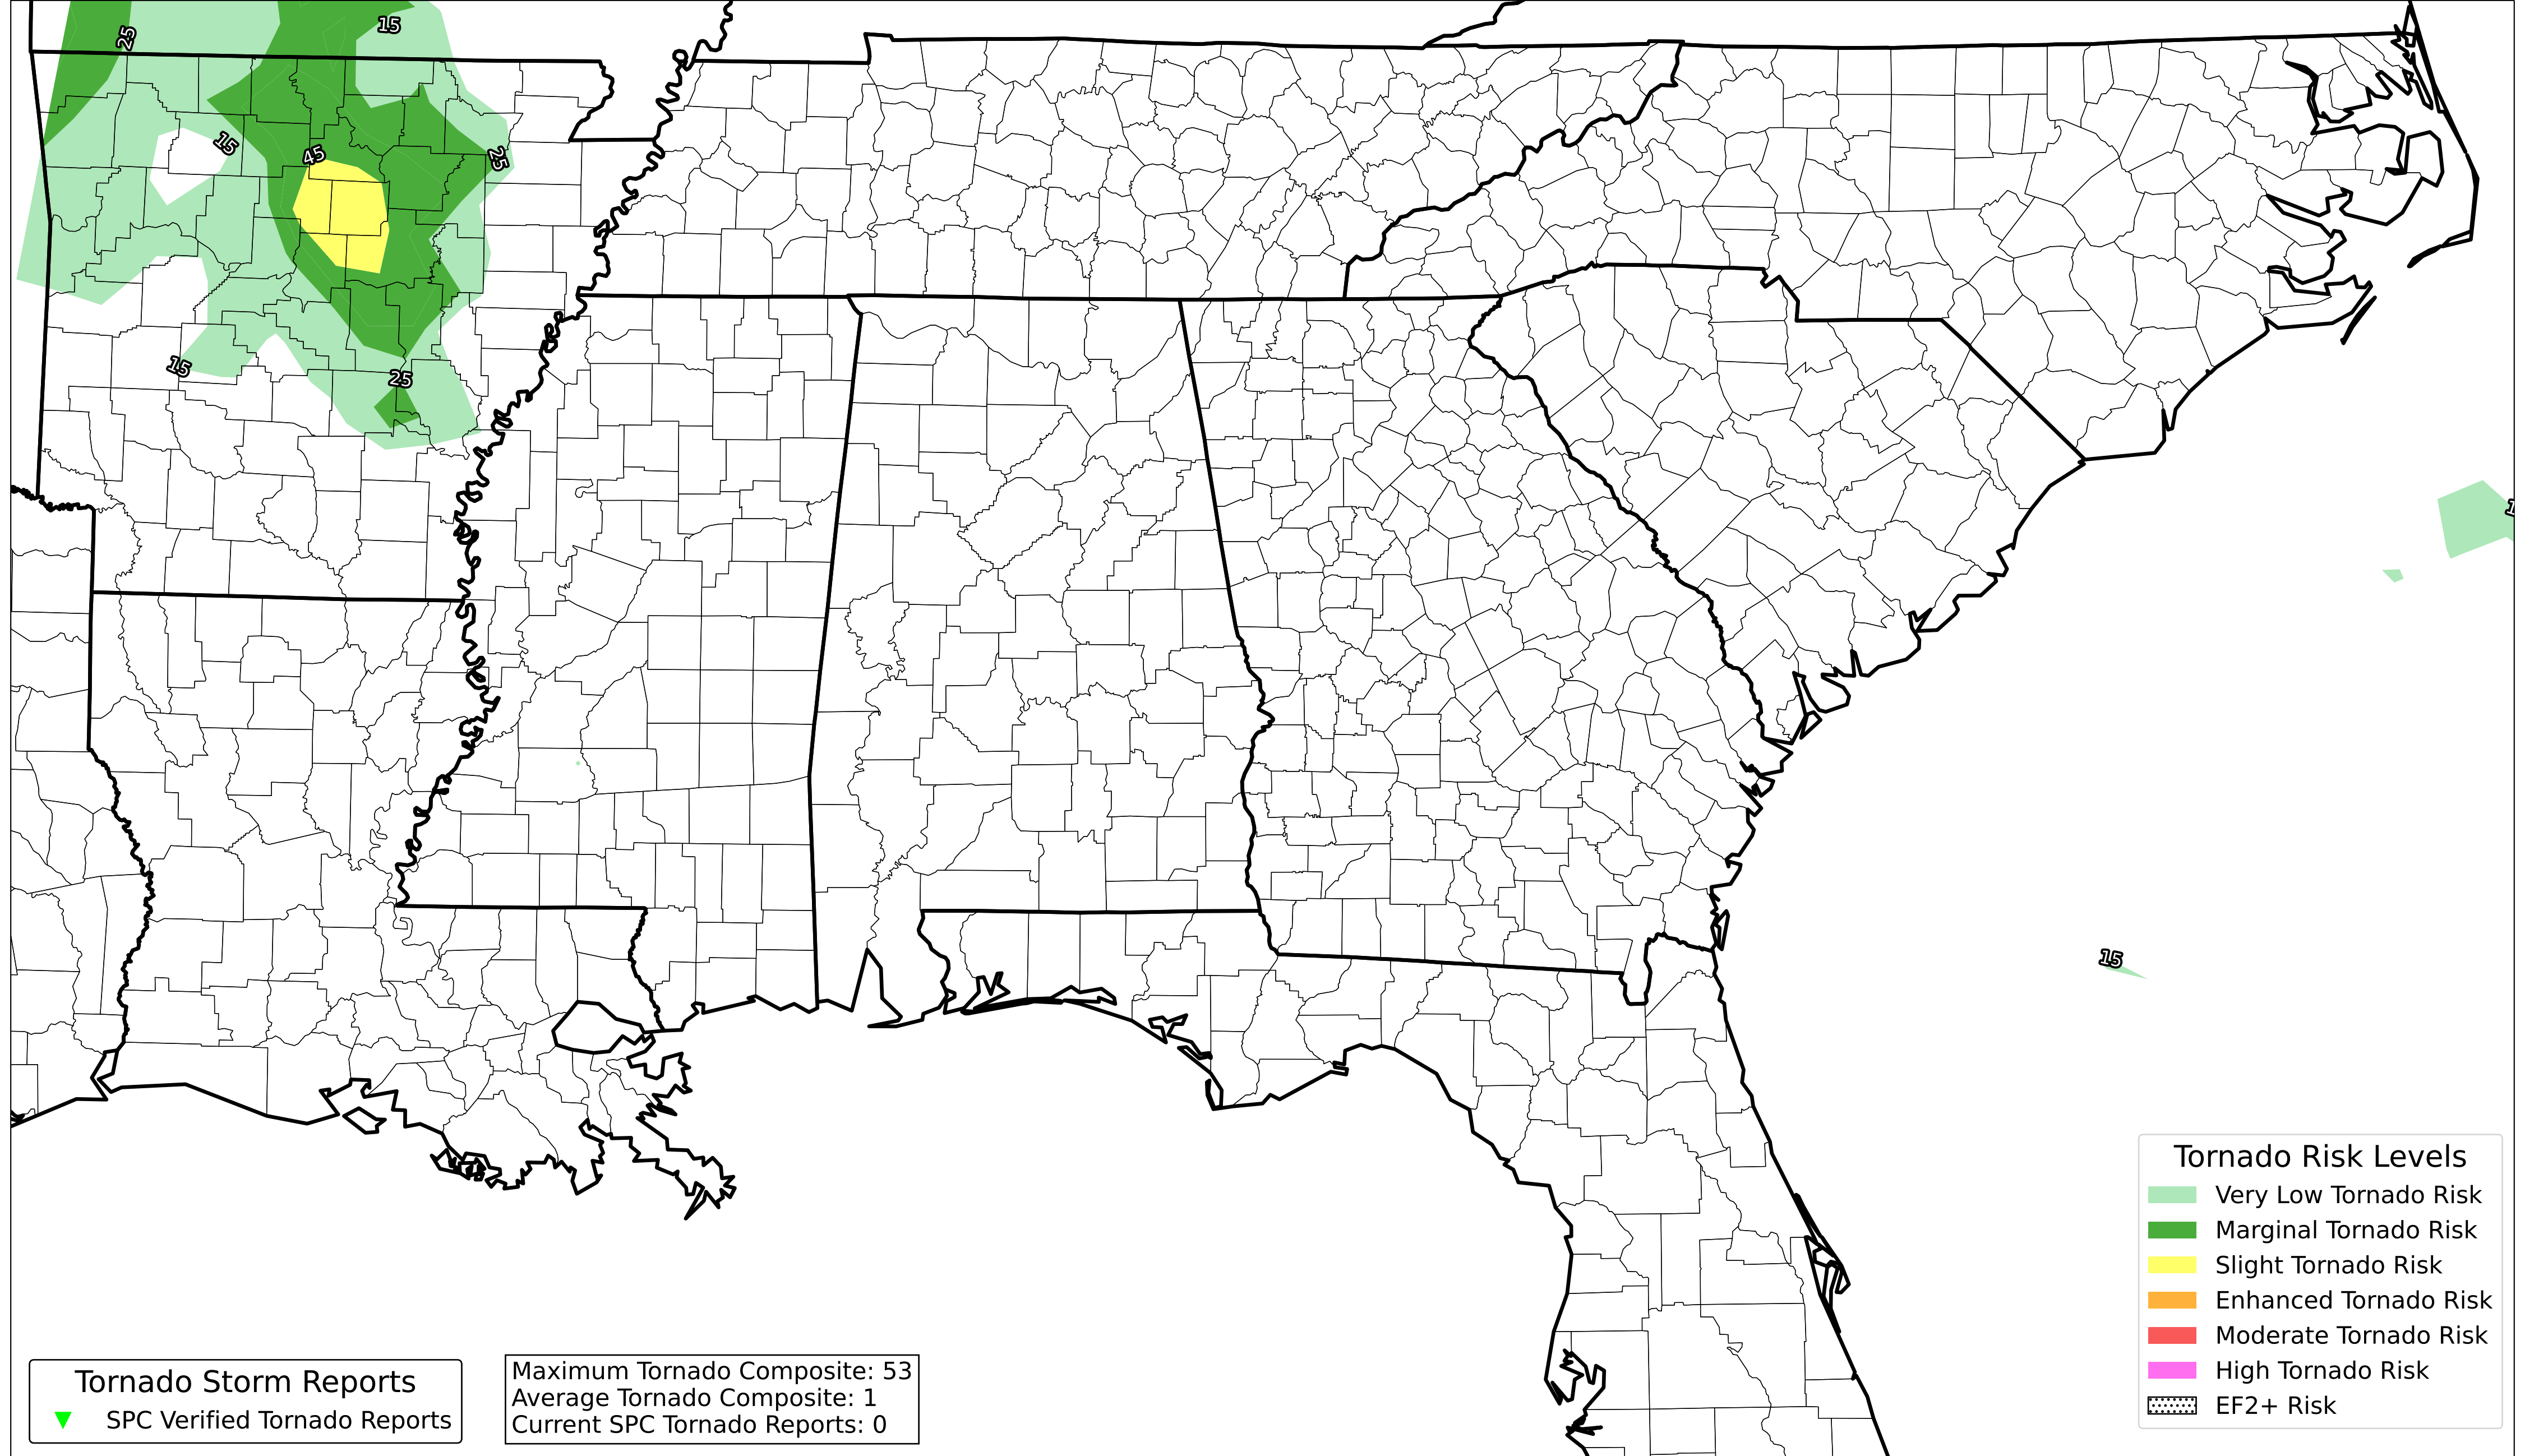 25
15
15
45
25
15
25
15
Tornado Risk Levels
Very Low Tornado Risk
Marginal Tornado Risk
Slight Tornado Risk
Enhanced Tornado Risk
Moderate Tornado Risk
High Tornado Risk
EF2+ Risk
Tornado Storm Reports
SPC Verified Tornado Reports
Maximum Tornado Composite: 53
Average Tornado Composite: 1
Current SPC Tornado Reports: 0